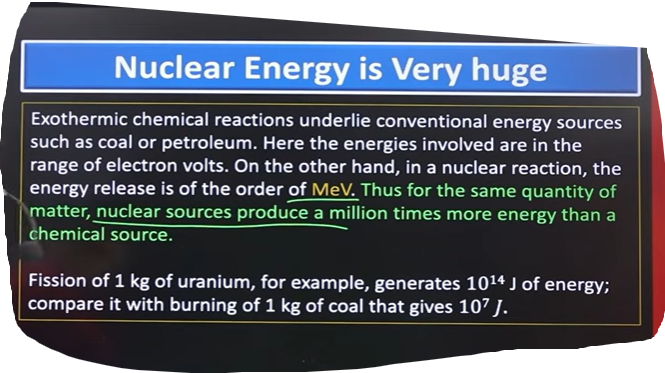 Nuclear Energy is Very huge
Exothermic chemical reactions underlie conventional energy sources
such as coal or petroleum. Here the energies involved are in the
range of electron volts. On the other hand, in a nuclear reaction, the
energy release is of the order of MeV. Thus for the same quantity of
matter, nuclear sources produce a million times more energy than a
chemical source.
Fission of 1 kg of uranium, for example, generates 10¹⁴ J of energy;
compare it with burning of 1 kg of coal that gives 10⁷ J.